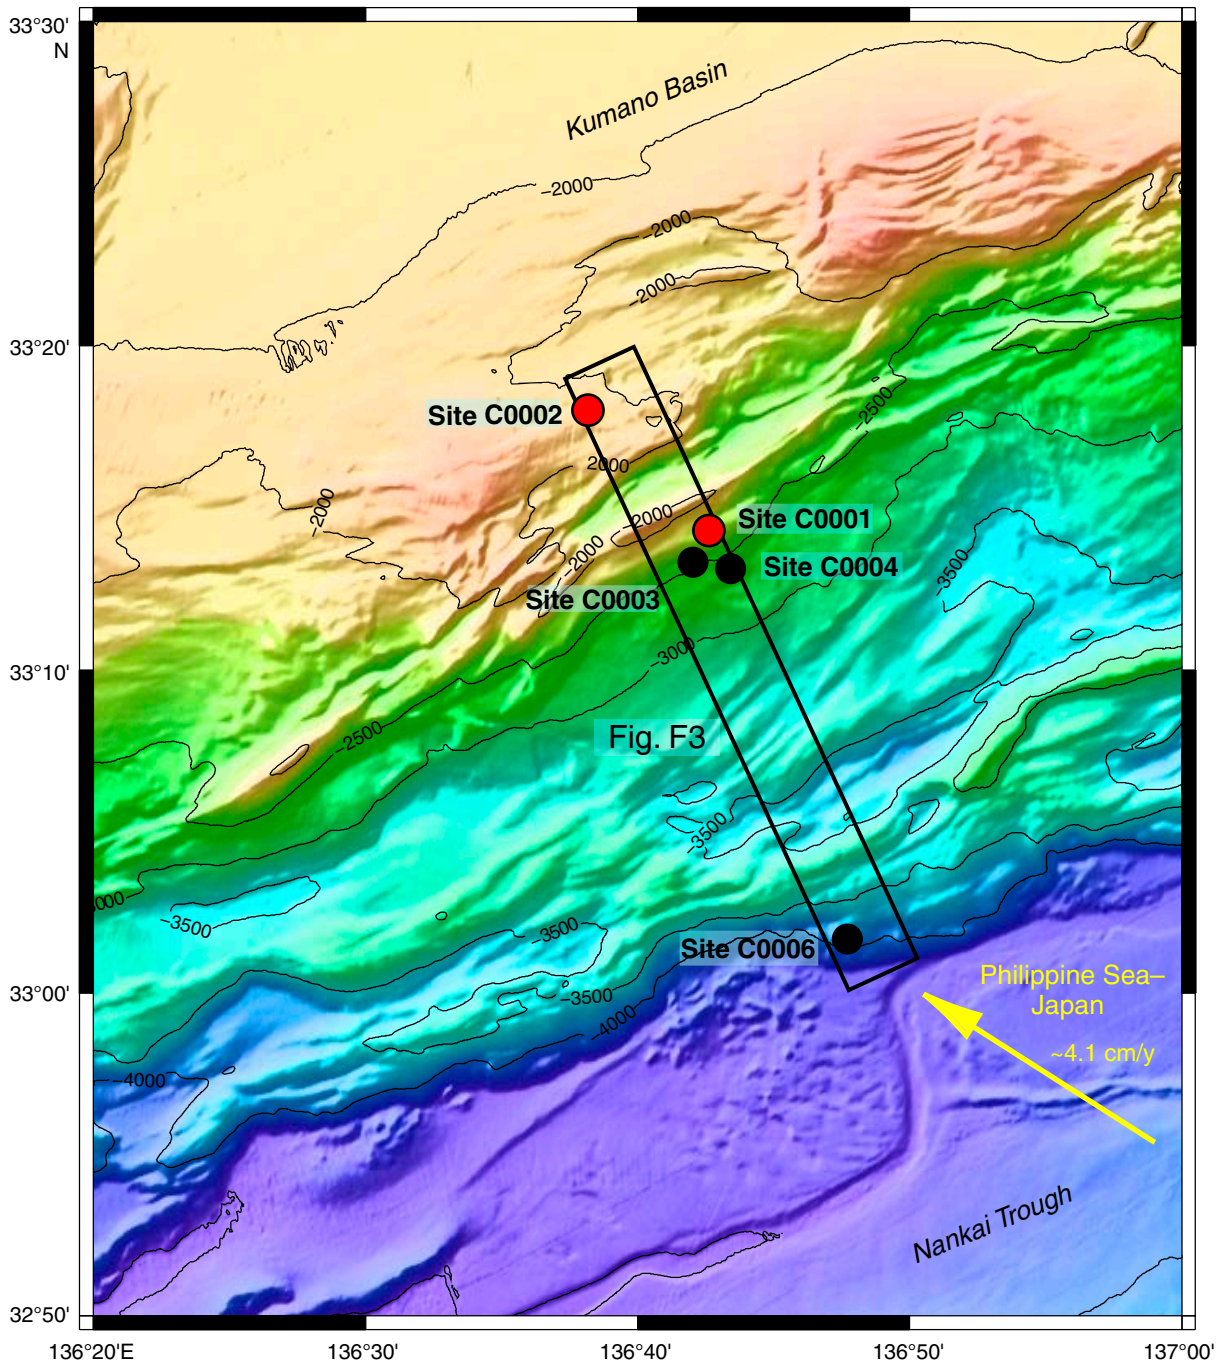 33°30'
N
Kumano Basin
−2000
−2000
−2000
33°20'
−2500
Site C0002
2000
−2000
−2000
Site C0001
−2000
−3500
Site C0004
Site C0003
−3000
33°10'
−2500
Fig. F3
−3500
000
−3500
−3500
Site C0006
Philippine Sea–
Japan
33°00'
−3500
−4000
~4.1 cm/y
−4000
Nankai Trough
32°50'
136°20'E
136°30'
136°40'
136°50'
137°00'